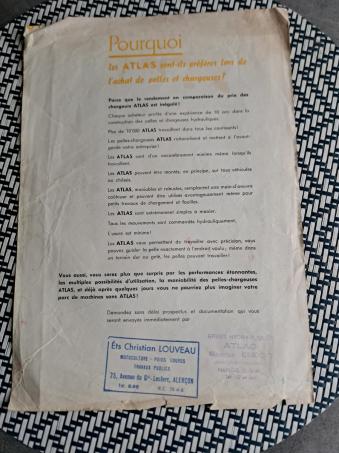 Pourquoi
les ATLAS sont-ils préférés lors de
l'achat de pelles et chargeuses?
Parce que le rendement en comparaison du prix des
chargeurs ATLAS est inégalé!
Chaque acheteur profite d'une expérience de 10 ans dans la
construction des pelles et chargeuses hydrauliques.
Plus de 10'000 ATLAS travaillent dans tous les continents!
Les pelles-chargeuses ATLAS rationalisent et mettent à l'avant-
garde votre entreprise!
Les ATLAS sont d'un encombrement moindre même lorsqu'ils
travaillent.
Les ATLAS peuvent être montés, en principe, sur tous véhicules
ou châssis.
Les ATLAS, maniables et robustes, remplacent une main-d'œuvre
coûteuse et peuvent être utilisés avantageusement même pour
petits travaux de chargement et fouilles.
Les ATLAS sont extrêmement simples à manier.
Tous les mouvements sont commandés hydrauliquement.
L'usure est minime!
Les ATLAS vous permettent de travailler avec précision, vous
pouvez guider la pelle exactement à l'endroit voulu; même dans
un terrain dur ou gelé, les pelles peuvent travailler!
Vous aussi, vous serez plus que surpris par les performances étonnantes,
les multiples possibilités d'utilisation, la maniabilité des pelles-chargeuses
ATLAS, et déjà après quelques jours vous ne pourriez plus imaginer votre
parc de machines sans ATLAS!
Demandez sans délai prospectus et documentation qui vous
seront envoyés immédiatement par
Éts Christian LOUVEAU
MOTOCULTURE - POIDS LOURDS
TRAVAUX PUBLICS
75, Avenue du Gal-Leclerc, ALENÇON
ATLAS